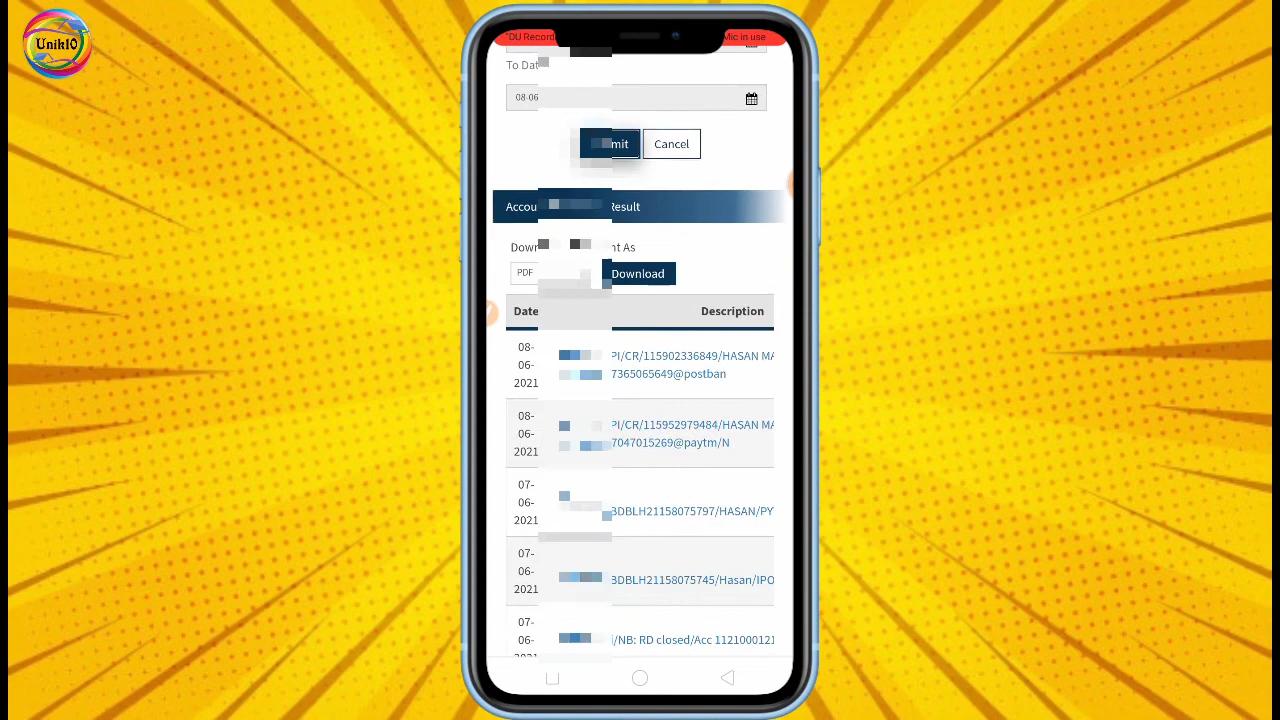 Unik10
"DU Record
Mic in use
To Dat
08-06
mit
Cancel
Accou Result
Down nt As
PDF
Download
Date
Description
08-
06-
2021
PI/CR/115902336849/HASAN MA
7365065649@postban
08-
06-
2021
PI/CR/115952979484/HASAN MA
7047015269@paytm/N
07-
06-
2021
BDBLH21158075797/HASAN/PY
07-
06-
2021
BDBLH21158075745/Hasan/IPO
07-
06-
2021
/NB: RD closed/Acc 1121000121